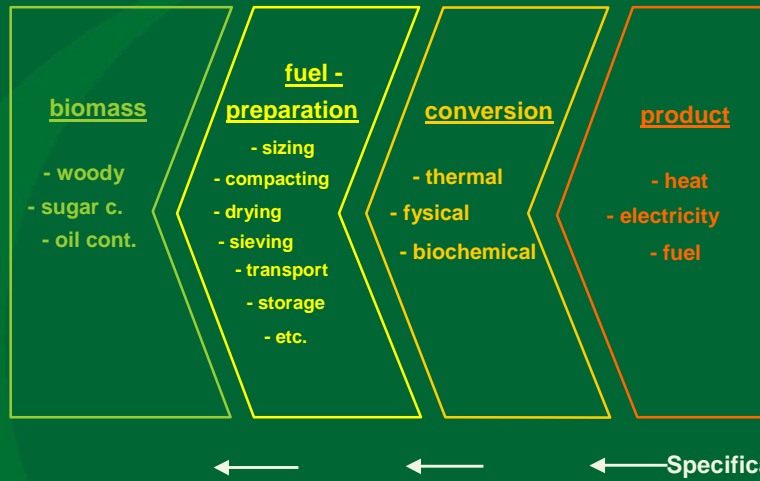 biomass
- woody
- sugar c.
- oil cont.
fuel -
preparation
- sizing
- compacting
- drying
- sieving
- transport
- storage
- etc.
conversion
- thermal
- fysical
- biochemical
product
- heat
- electricity
- fuel
Specifica